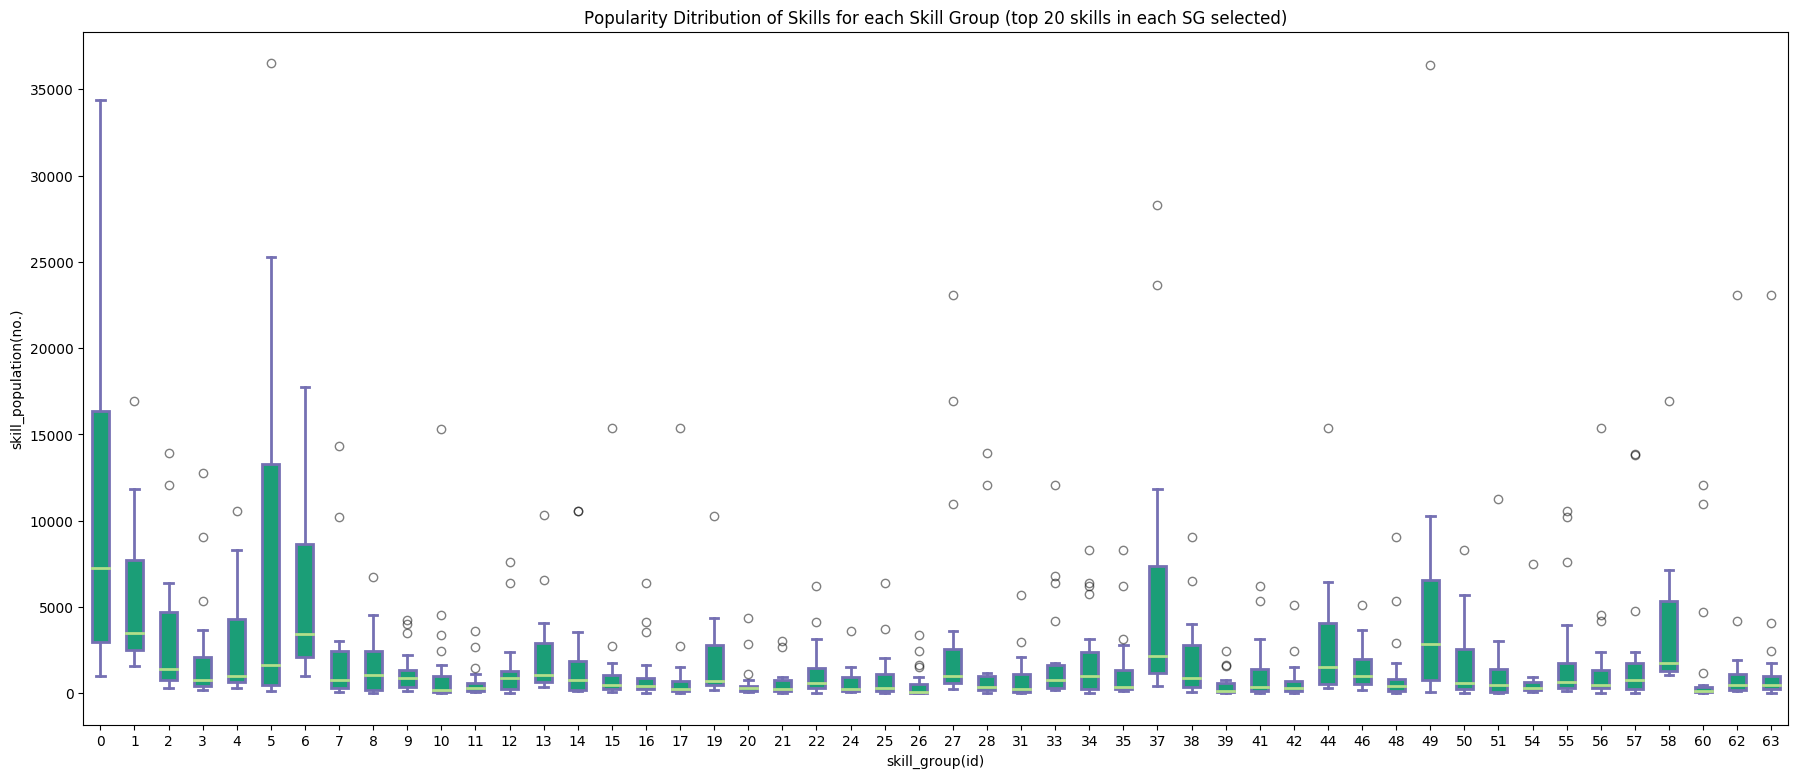 Popularity Ditribution of Skills for each Skill Group (top 20 skills in each SG selected)
skill_population(no.)
35000
30000
25000
20000
15000
10000
5000
0
0 1 2 3 4 5 6 7 8 9 10 11 12 13 14 15 16 17 19 20 21 22 24 25 26 27 28 31 33 34 35 37 38 39 41 42 44 46 48 49 50 51 54 55 56 57 58 60 62 63
skill_group(id)